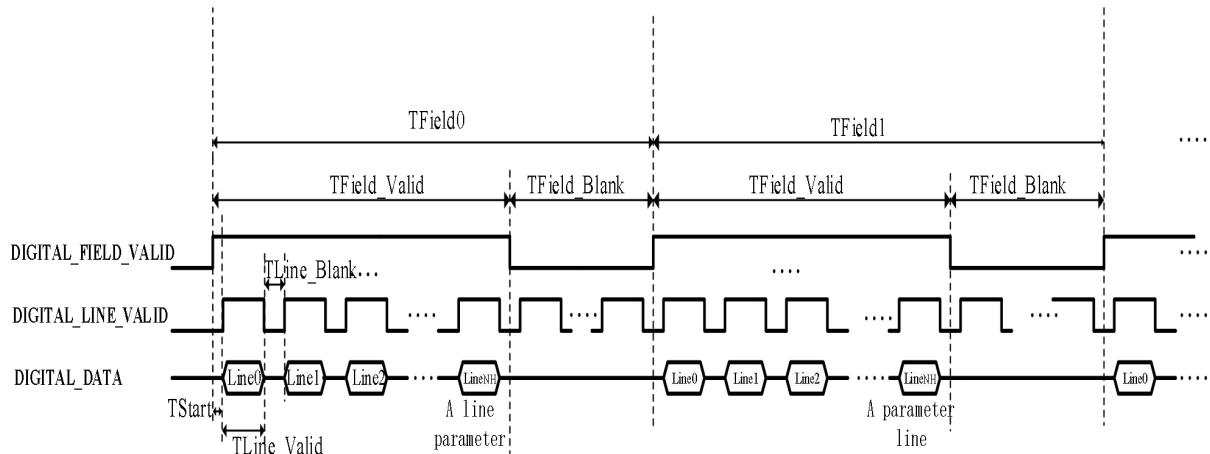 TField0
TField1
....
TField_Valid
TField_Blank
TField_Valid
TField_Blank
DIGITAL_FIELD_VALID
TLine_Blank
....
....
....
DIGITAL_LINE_VALID
....
....
....
....
....
DIGITAL_DATA
Line0
Line1
Line2
....
LineNH
Line0
Line1
Line2
....
LineNH
Line0
....
TStart
TLine_Valid
A line
parameter
A parameter
line